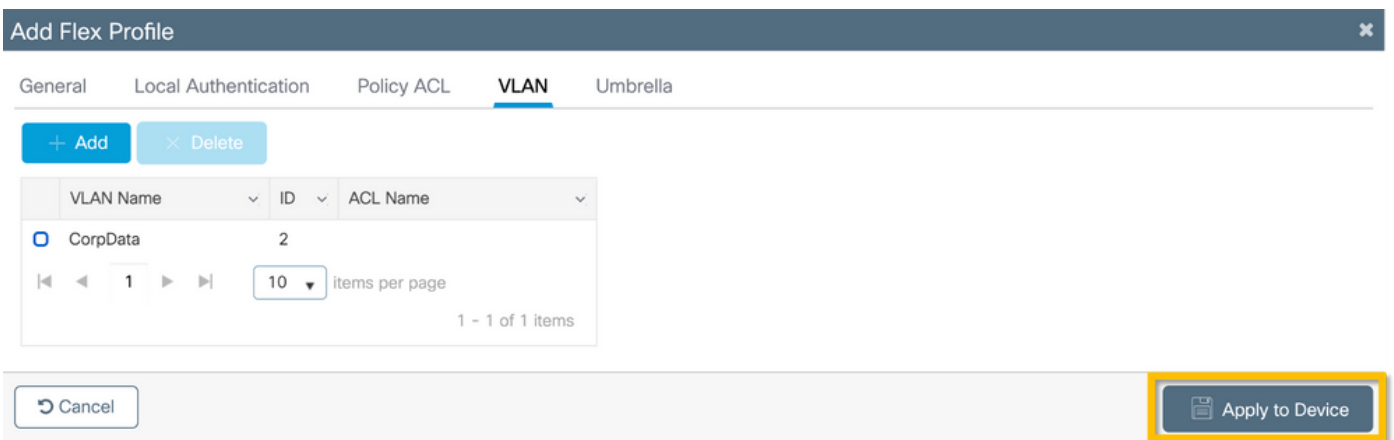 Add Flex Profile
General Local Authentication Policy ACL VLAN Umbrella
+ Add × Delete
VLAN Name ID ACL Name
CorpData 2
1 10 items per page
1 - 1 of 1 items
Cancel Apply to Device